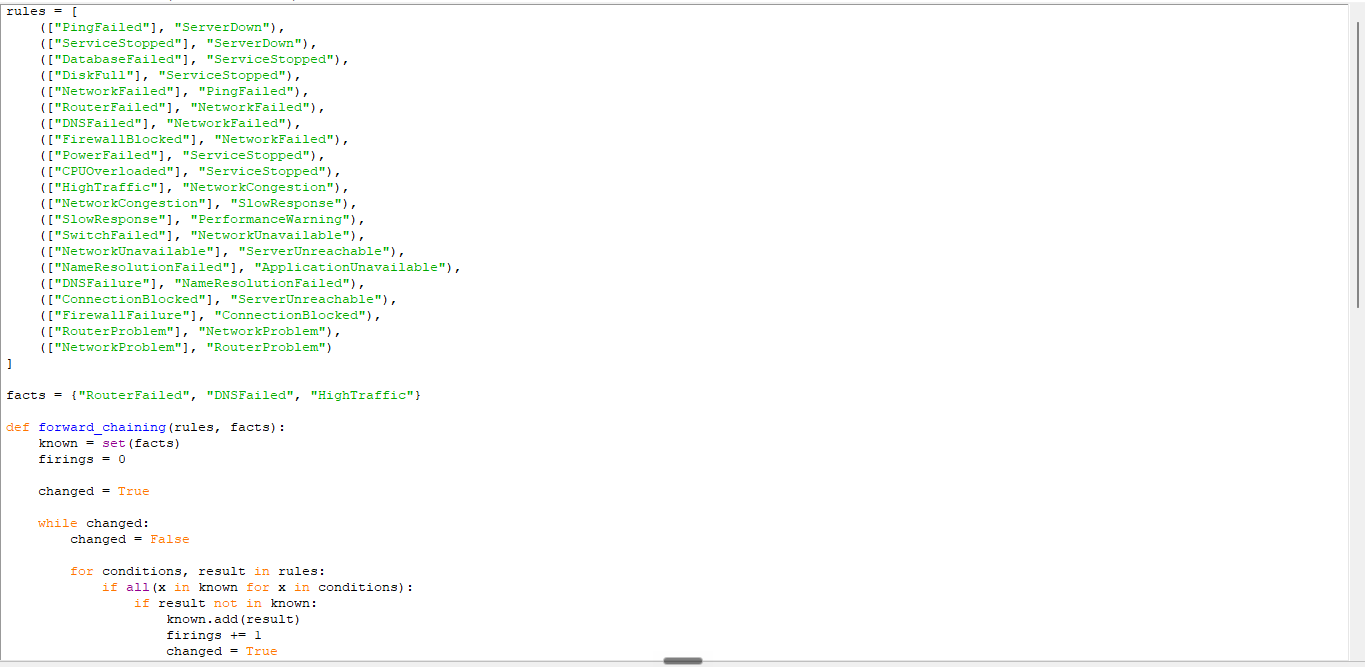 rules = [
    (["PingFailed"], "ServerDown"),
    (["ServiceStopped"], "ServerDown"),
    (["DatabaseFailed"], "ServiceStopped"),
    (["DiskFull"], "ServiceStopped"),
    (["NetworkFailed"], "PingFailed"),
    (["RouterFailed"], "NetworkFailed"),
    (["DNSFailed"], "NetworkFailed"),
    (["FirewallBlocked"], "NetworkFailed"),
    (["PowerFailed"], "ServiceStopped"),
    (["CPUOverloaded"], "ServiceStopped"),
    (["HighTraffic"], "NetworkCongestion"),
    (["NetworkCongestion"], "SlowResponse"),
    (["SlowResponse"], "PerformanceWarning"),
    (["SwitchFailed"], "NetworkUnavailable"),
    (["NetworkUnavailable"], "ServerUnreachable"),
    (["NameResolutionFailed"], "ApplicationUnavailable"),
    (["DNSFailure"], "NameResolutionFailed"),
    (["ConnectionBlocked"], "ServerUnreachable"),
    (["FirewallFailure"], "ConnectionBlocked"),
    (["RouterProblem"], "NetworkProblem"),
    (["NetworkProblem"], "RouterProblem")
]
facts = {"RouterFailed", "DNSFailed", "HighTraffic"}
def forward_chaining(rules, facts):
    known = set(facts)
    firings = 0
    changed = True
    while changed:
        changed = False
        for conditions, result in rules:
            if all(x in known for x in conditions):
                if result not in known:
                    known.add(result)
                    firings += 1
                    changed = True